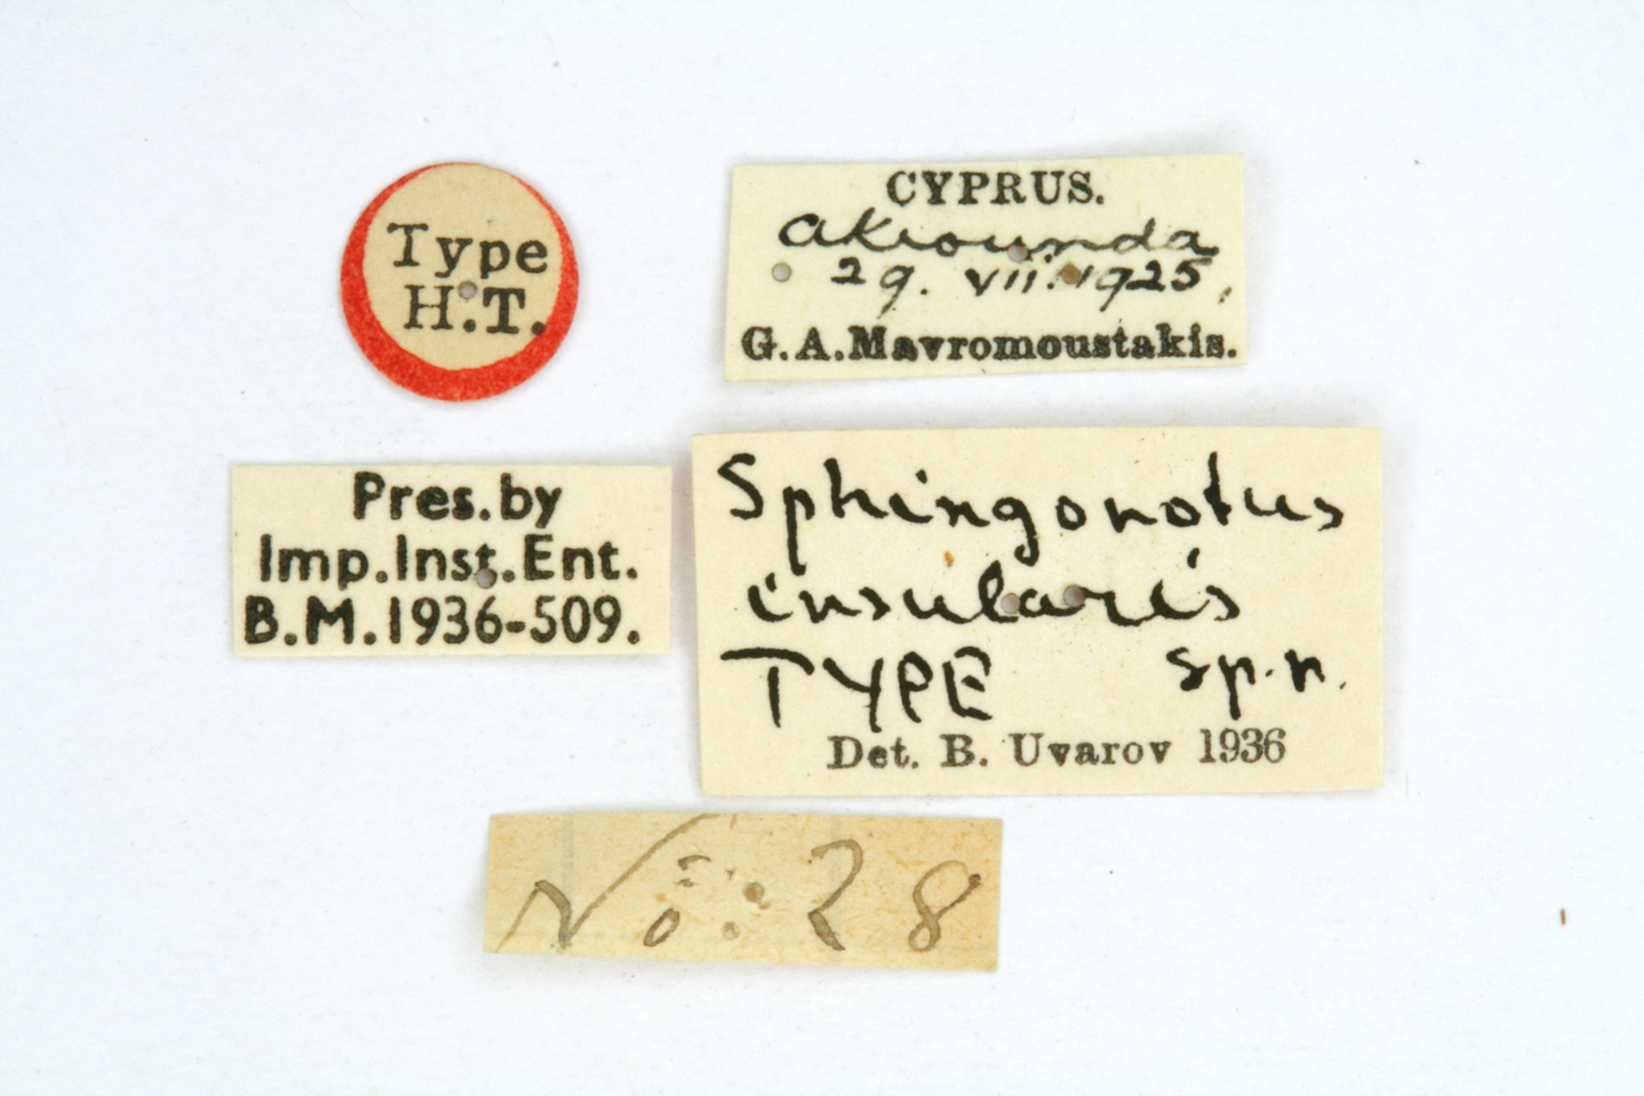 Type
H.T.
CYPRUS.
Akrounda
29. vii. 1925.
G.A.Mavromoustakis.
Pres.by
Imp.Inst.Ent.
B.M.1936-509.
Sphingonotus
insularis
TYPE sp.n.
Det. B. Uvarov 1936
No: 28